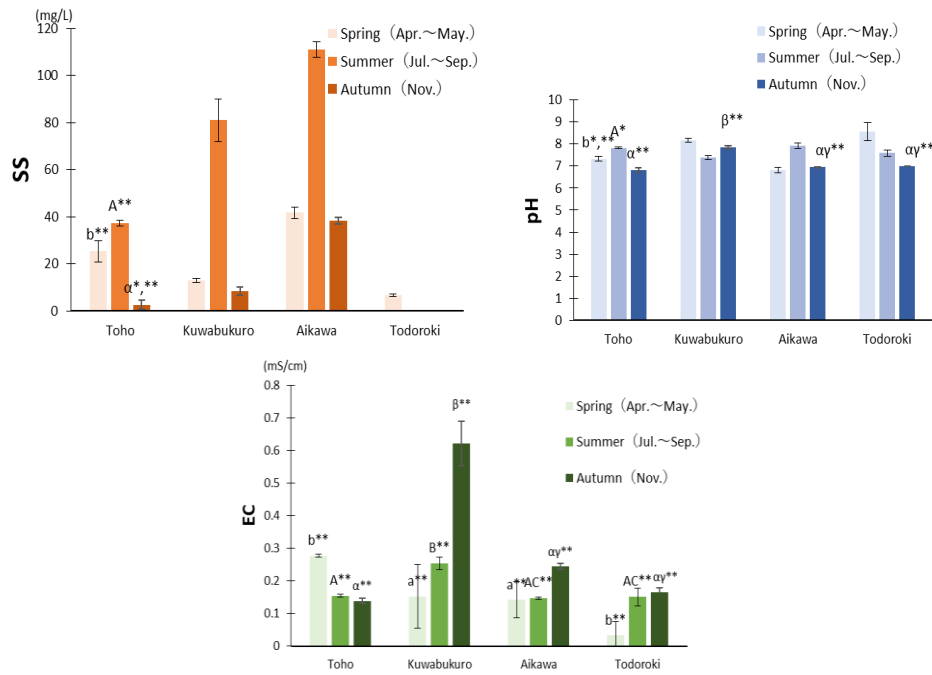 (mg/L)
SS
140
120
100
80
60
40
20
0
Spring（Apr.～May.）
Summer（Jul.～Sep.）
Autumn（Nov.）
b**
A**
α*,**
Toho Kuwabukuro Aikawa Todoroki
Spring（Apr.～May.）
Summer（Jul.～Sep.）
Autumn（Nov.）
pH
10
9
8
7
6
5
4
3
2
1
0
b*,** A* α** β** αγ** αγ**
Toho Kuwabukuro Aikawa Todoroki
(mS/cm)
EC
0.8
0.7
0.6
0.5
0.4
0.3
0.2
0.1
0
Spring（Apr.～May.）
Summer（Jul.～Sep.）
Autumn（Nov.）
b** A** α** a** B** β** a** AC** αγ** b** AC** αγ**
Toho Kuwabukuro Aikawa Todoroki